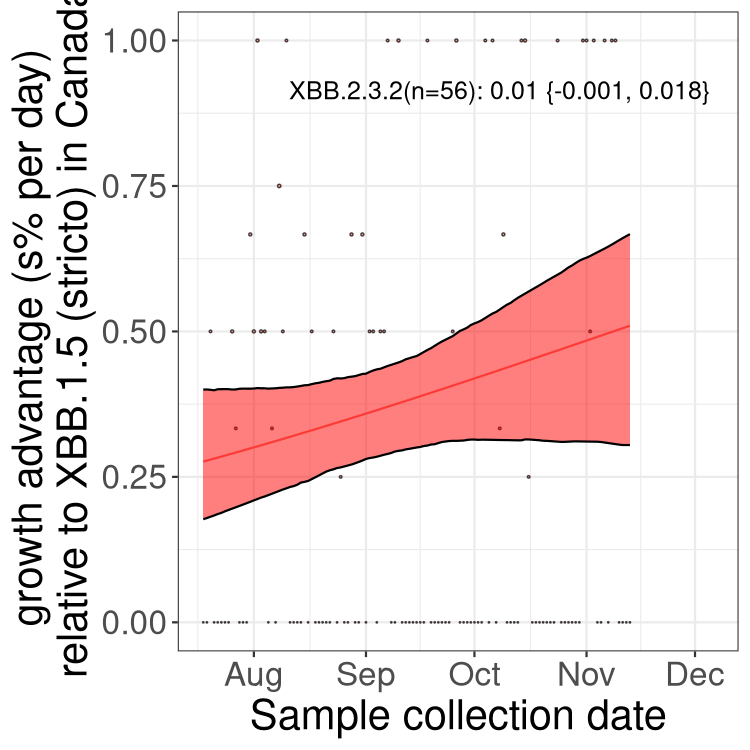 growth advantage (s% per day)
relative to XBB.1.5 (stricto) in Canada
1.00
0.75
0.50
0.25
0.00
XBB.2.3.2(n=56): 0.01 {-0.001, 0.018}
Aug Sep Oct Nov Dec
Sample collection date